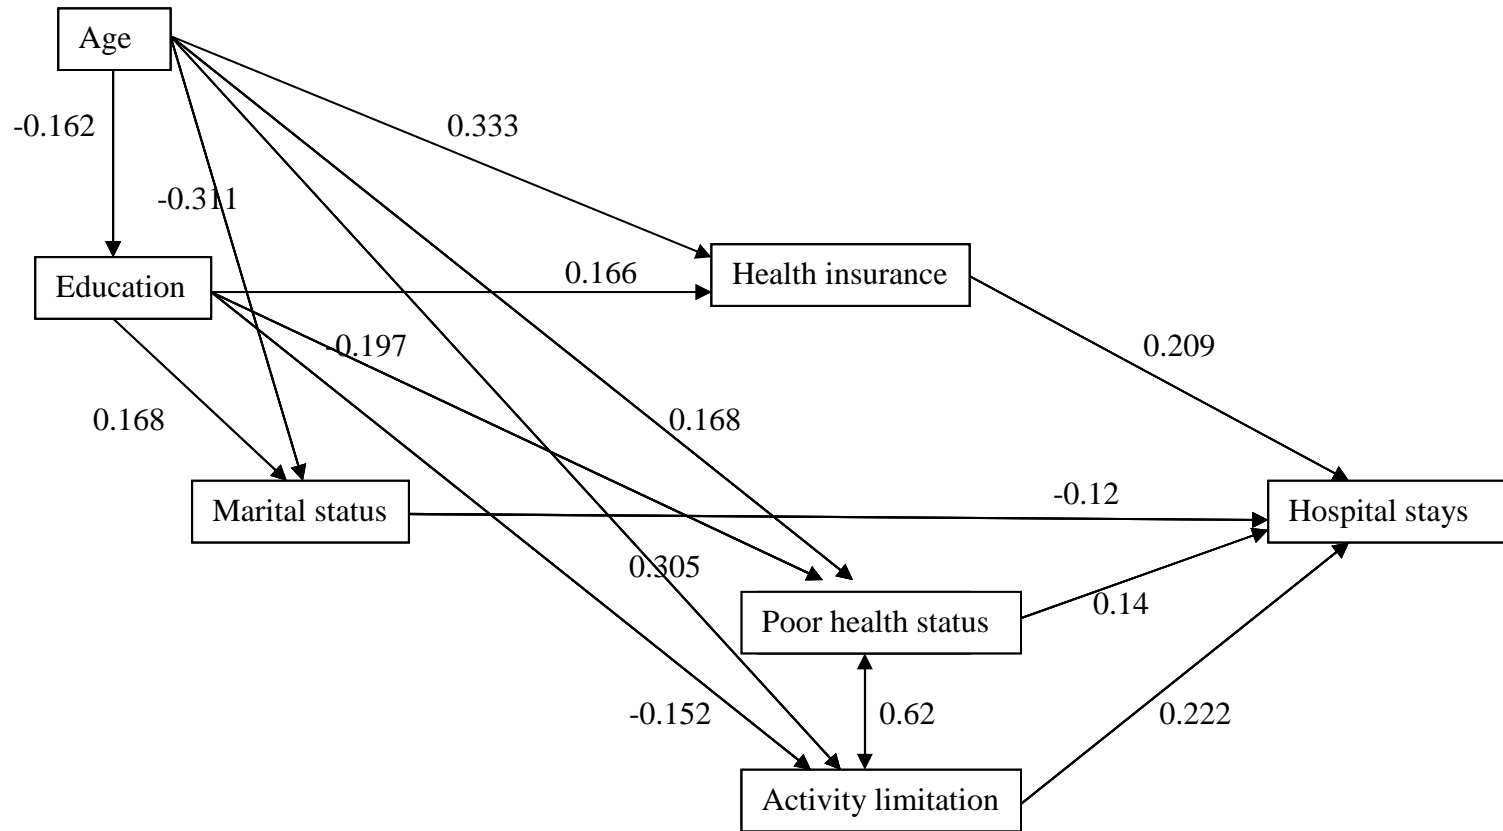 Age
-0.162
0.333
-0.311
Education
0.166
Health insurance
-0.197
0.209
0.168
0.168
Marital status
-0.12
Hospital stays
0.305
Poor health status
0.14
-0.152
0.62
0.222
Activity limitation